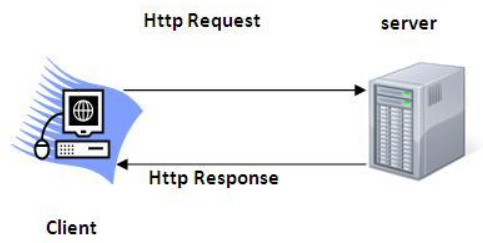 Http Request
server
Http Response
Client